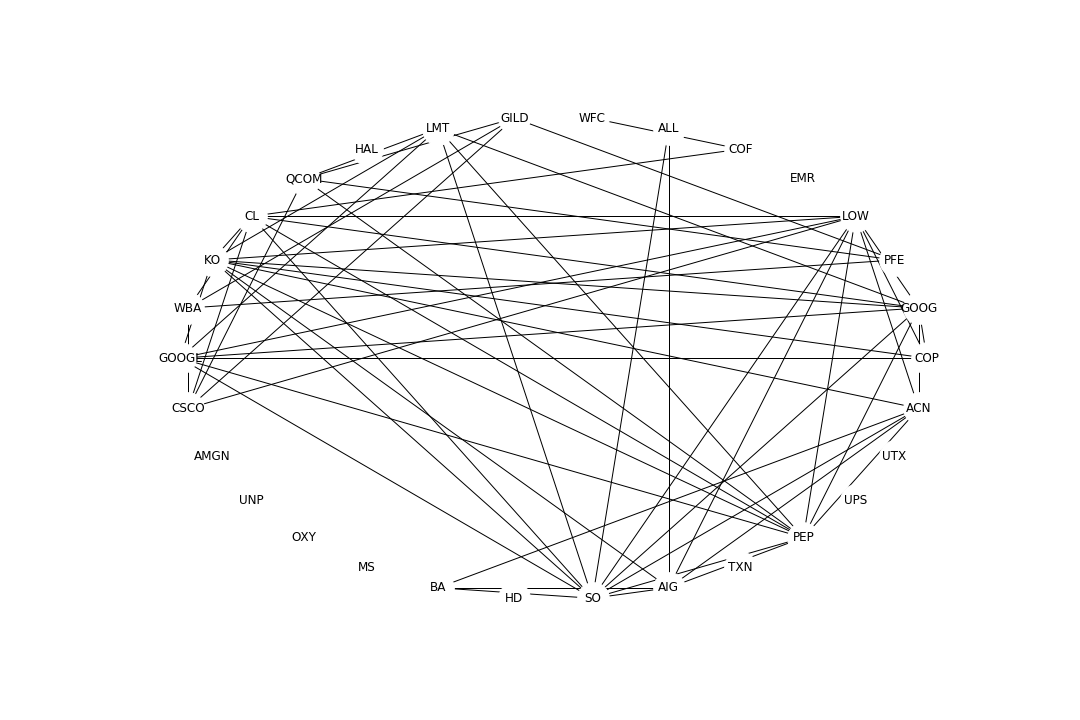 GILD
WFC
LMT
ALL
HAL
COF
QCOM
EMR
CL
LOW
KO
PFE
WBA
GOOG
GOOGL
COP
CSCO
ACN
AMGN
UTX
UNP
UPS
OXY
PEP
MS
TXN
BA
AIG
HD
SO